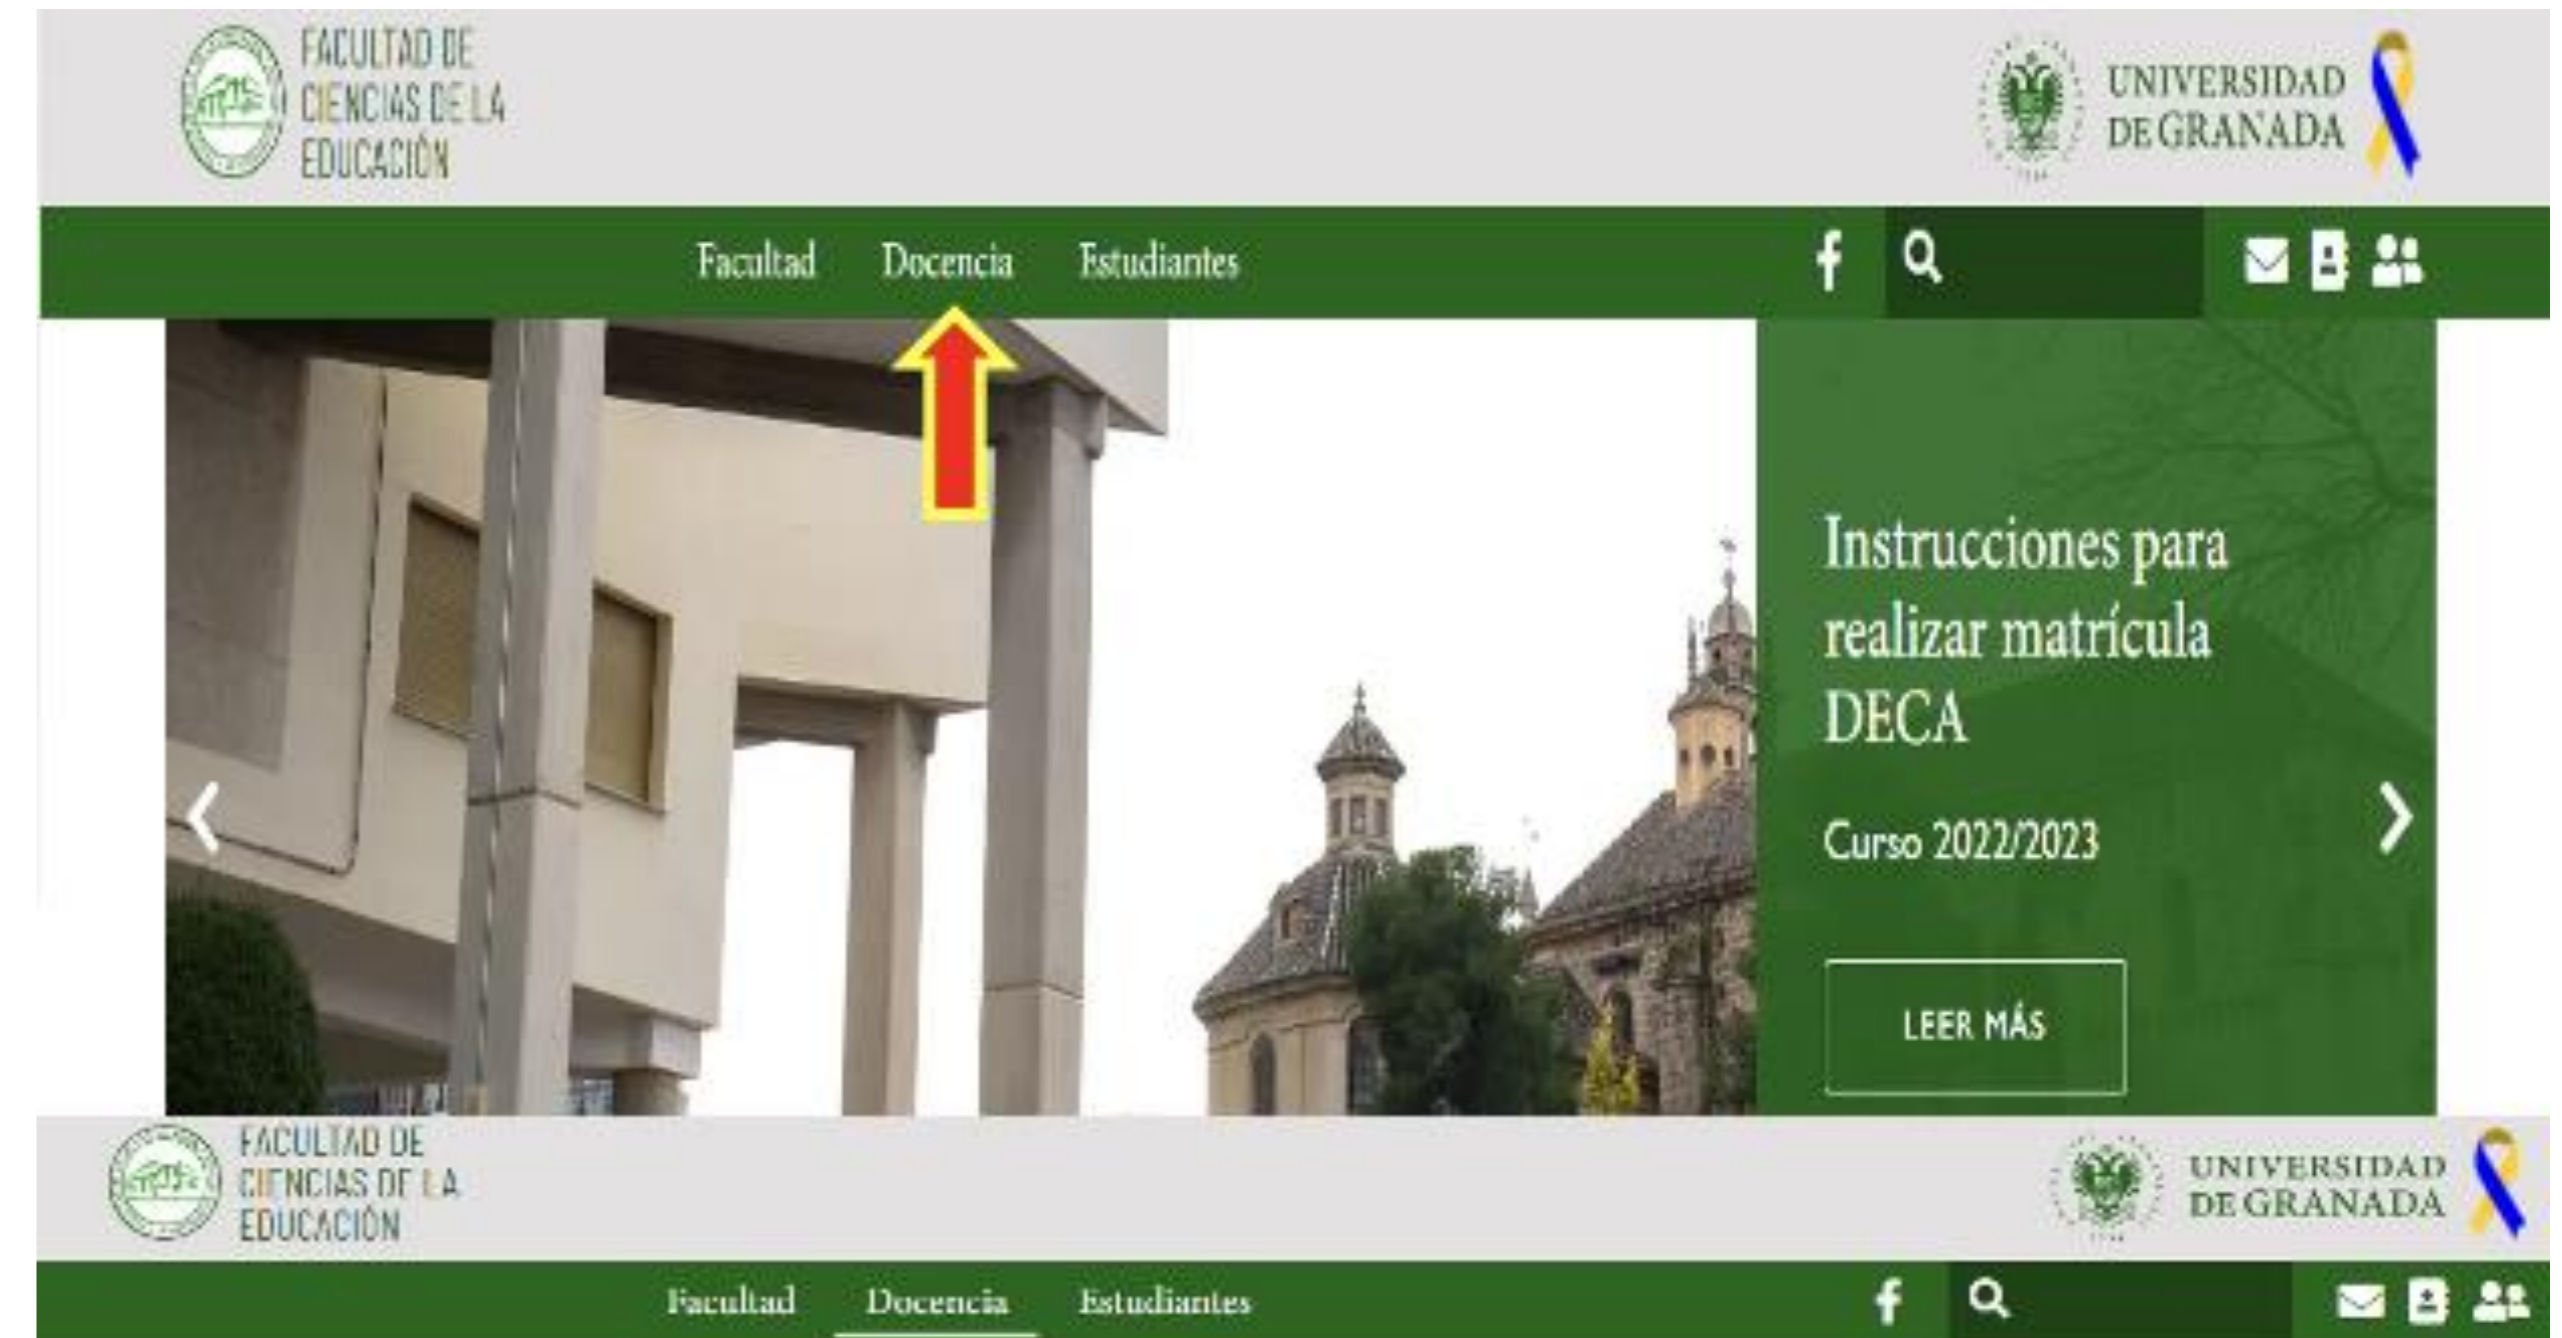 FACULTAD DE
CIENCIAS DE LA
EDUCACIÓN
UNIVERSIDAD
DE GRANADA
Facultad Docencia Estudiantes
Instrucciones para
realizar matrícula
DECA
Curso 2022/2023
LEER MÁS
FACULTAD DE
CIENCIAS DE LA
EDUCACIÓN
UNIVERSIDAD
DE GRANADA
Facultad Docencia Estudiantes